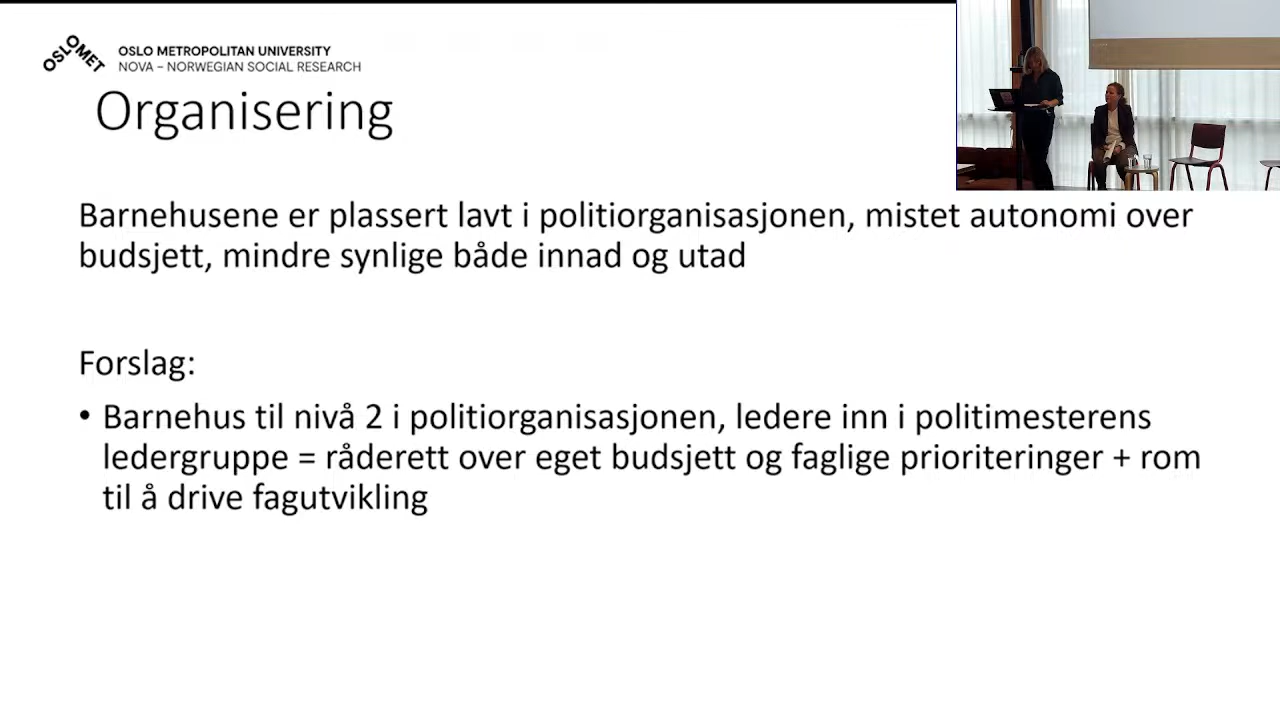 OSLOMET
OSLO METROPOLITAN UNIVERSITY
NOVA – NORWEGIAN SOCIAL RESEARCH
Organisering
Barnehusene er plassert lavt i politiorganisasjonen, mistet autonomi over
budsjett, mindre synlige både innad og utad
Forslag:
• Barnehus til nivå 2 i politiorganisasjonen, ledere inn i politimesterens
ledergruppe = råderett over eget budsjett og faglige prioriteringer + rom
til å drive fagutvikling